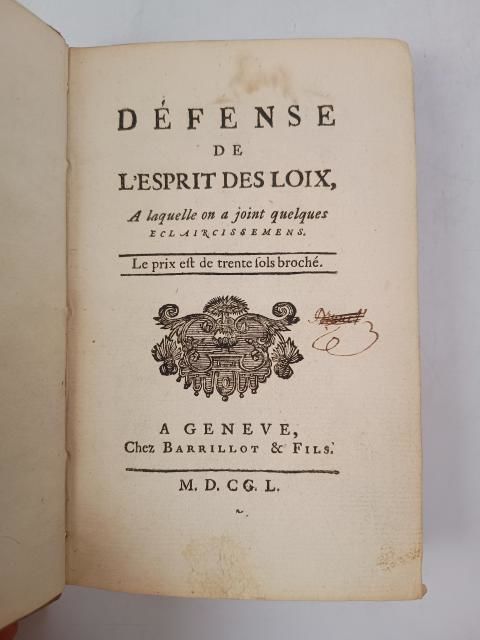 DÉFENSE
DE
L'ESPRIT DES LOIX,
A laquelle on a joint quelques
ECLAIRCISSEMENS.
Le prix eſt de trente ſols broché.
A GENEVE,
Chez BARRILLOT & FILS.
M. D. CC. L.